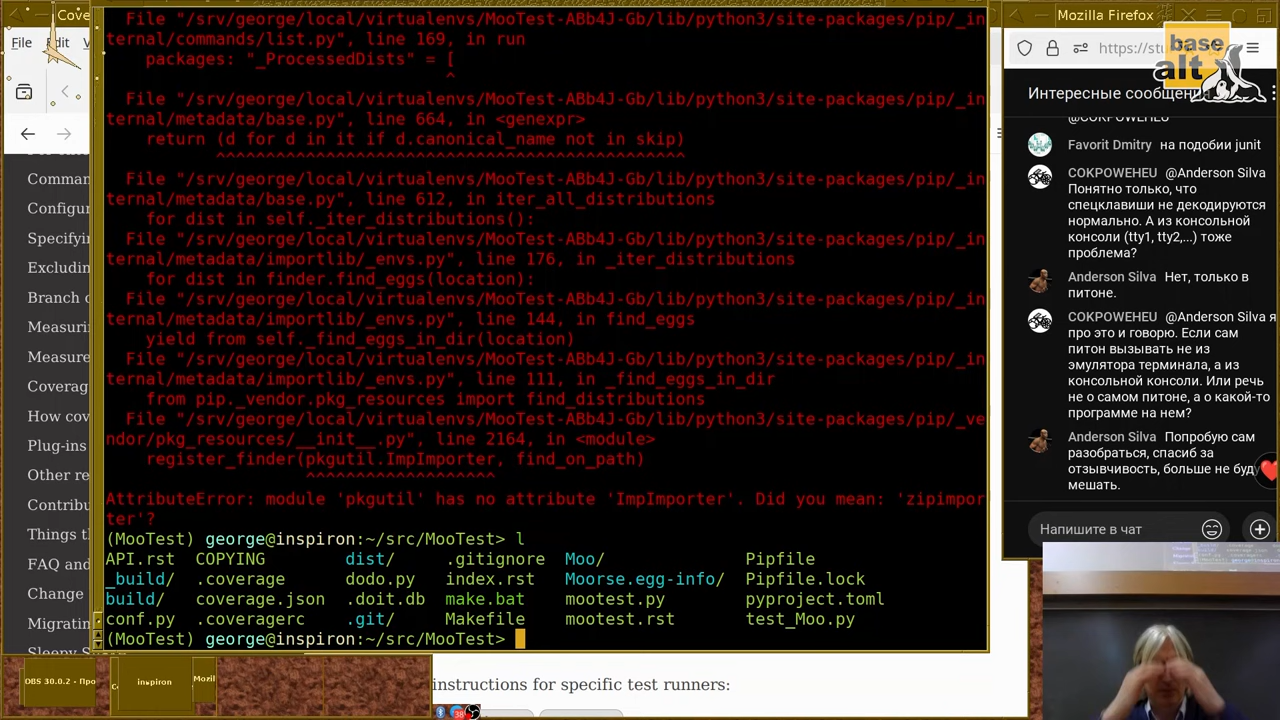 Cove
File Edit V
Comman
Configur
Specifyi
Excludin
Branch c
Measuri
Measure
Coverag
How cov
Plug-ins
Other re
Contribu
Things th
FAQ and
Change
Migratin
Sleepy S
File "/srv/george/local/virtualenvs/MooTest-ABb4J-Gb/lib/python3/site-packages/pip/_in
ternal/commands/list.py", line 169, in run
packages: "_ProcessedDists" = [
^
File "/srv/george/local/virtualenvs/MooTest-ABb4J-Gb/lib/python3/site-packages/pip/_in
ternal/metadata/base.py", line 664, in <genexpr>
return (d for d in it if d.canonical_name not in skip)
^^^^^^^^^^^^^^^^^^^^^^^^^^^^^^^^^^^^^^^^^^^^^^^
File "/srv/george/local/virtualenvs/MooTest-ABb4J-Gb/lib/python3/site-packages/pip/_in
ternal/metadata/base.py", line 612, in iter_all_distributions
for dist in self._iter_distributions():
File "/srv/george/local/virtualenvs/MooTest-ABb4J-Gb/lib/python3/site-packages/pip/_in
ternal/metadata/importlib/_envs.py", line 176, in _iter_distributions
for dist in finder.find_eggs(location):
File "/srv/george/local/virtualenvs/MooTest-ABb4J-Gb/lib/python3/site-packages/pip/_in
ternal/metadata/importlib/_envs.py", line 144, in find_eggs
yield from self._find_eggs_in_dir(location)
File "/srv/george/local/virtualenvs/MooTest-ABb4J-Gb/lib/python3/site-packages/pip/_in
ternal/metadata/importlib/_envs.py", line 111, in _find_eggs_in_dir
from pip._vendor.pkg_resources import find_distributions
File "/srv/george/local/virtualenvs/MooTest-ABb4J-Gb/lib/python3/site-packages/pip/_ve
ndor/pkg_resources/__init__.py", line 2164, in <module>
register_finder(pkgutil.ImpImporter, find_on_path)
^^^^^^^^^^^^^^^^^^^
AttributeError: module 'pkgutil' has no attribute 'ImpImporter'. Did you mean: 'zipimpor
ter'?
(MooTest) george@inspiron:~/src/MooTest> l
API.rst COPYING dist/ .gitignore Moo/ Pipfile
_build/ .coverage dodo.py index.rst Moorse.egg-info/ Pipfile.lock
build/ coverage.json .doit.db make.bat mootest.py pyproject.toml
conf.py .coveragerc .git/ Makefile mootest.rst test_Moo.py
(MooTest) george@inspiron:~/src/MooTest>
instructions for specific test runners:
OBS 30.0.2 • Про
inspiron
Mozil
38
Mozilla Firefox
https://stu
base
alt
Интересные сообщени
@COKPOWEHEU
Favorit Dmitry на подобии junit
COKPOWEHEU @Anderson Silva
Понятно только, что
спецклавиши не декодируются
нормально. А из консольной
консоли (tty1, tty2,...) тоже
проблема?
Anderson Silva Нет, только в
питоне.
COKPOWEHEU @Anderson Silva я
про это и говорю. Если сам
питон вызывать не из
эмулятора терминала, а из
консольной консоли. Или речь
не о самом питоне, а о какой-то
программе на нем?
Anderson Silva Попробую сам
разобраться, спасиб за
отзывчивость, больше не буд
мешать.
Напишите в чат